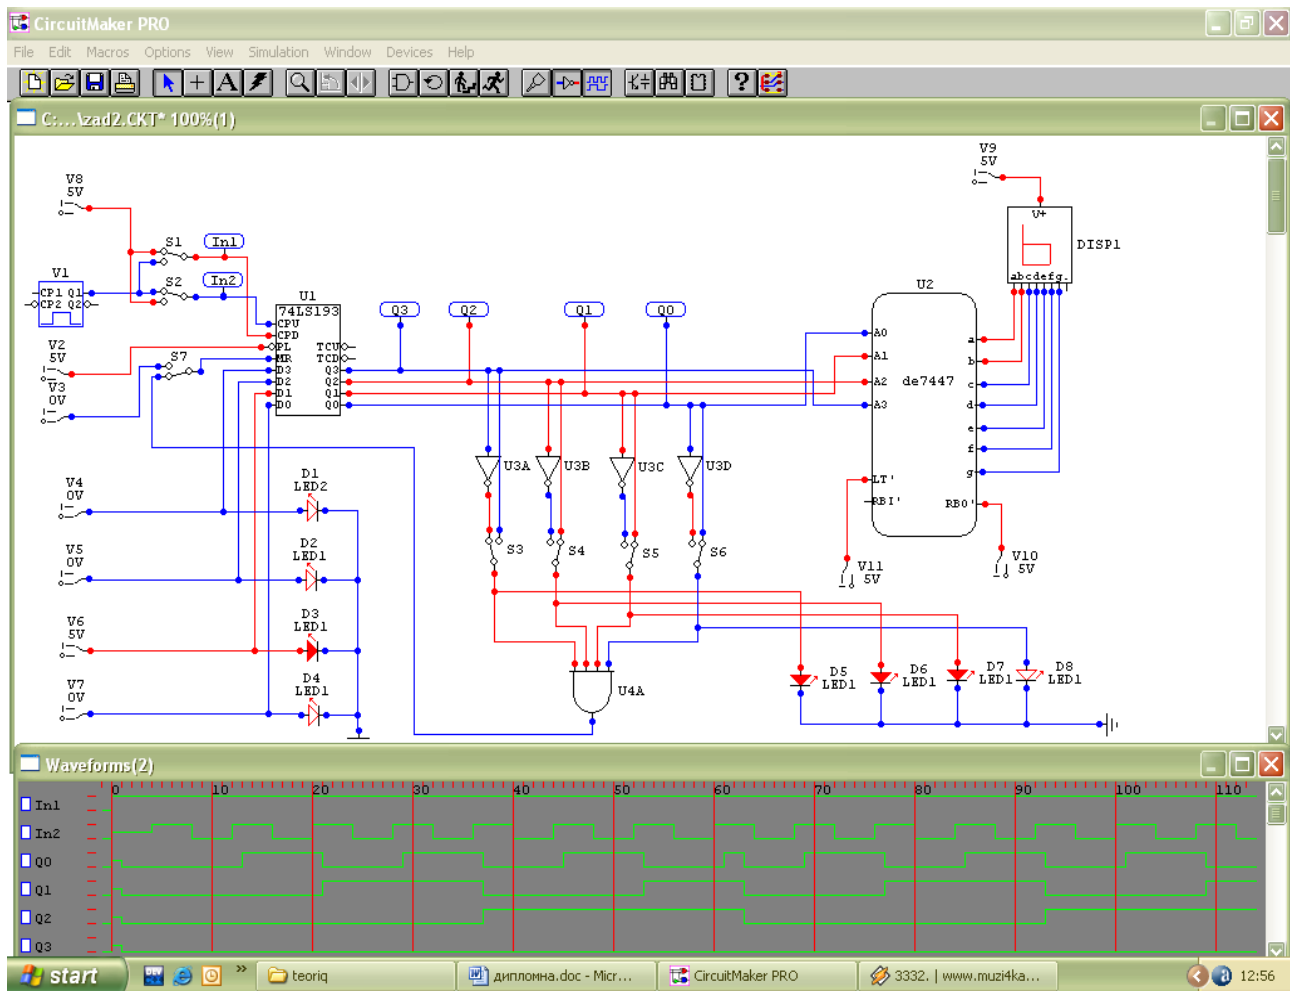 CircuitMaker PRO
File Edit Macros Options View Simulation Window Devices Help
C:...\zad2.CKT* 100%(1)
V9
5V
V8
5V
V+
DISP1
abcdefg.
S1
In1
V1
S2
In2
CP1 Q1
CP2 Q2
U1
74LS193
CPU
CPD
PL
MR
D3
D2
D1
D0
TCU
TCD
Q3
Q2
Q1
Q0
V2
5V
V3
0V
S7
Q3
Q2
Q1
Q0
U2
de7447
A0
A1
A2
A3
LT'
RBI'
a
b
c
d
e
f
g
RBO'
U3A
U3B
U3C
U3D
S3
S4
S5
S6
V11
5V
V10
5V
V4
0V
D1
LED2
V5
0V
D2
LED1
V6
5V
D3
LED1
V7
0V
D4
LED1
U4A
D5
LED1
D6
LED1
D7
LED1
D8
LED1
Waveforms(2)
0 10 20 30 40 50 60 70 80 90 100 110
In1
In2
Q0
Q1
Q2
Q3
start
teoriq
дипломна.doc - Micr...
CircuitMaker PRO
3332. | www.muzi4ka...
12:56